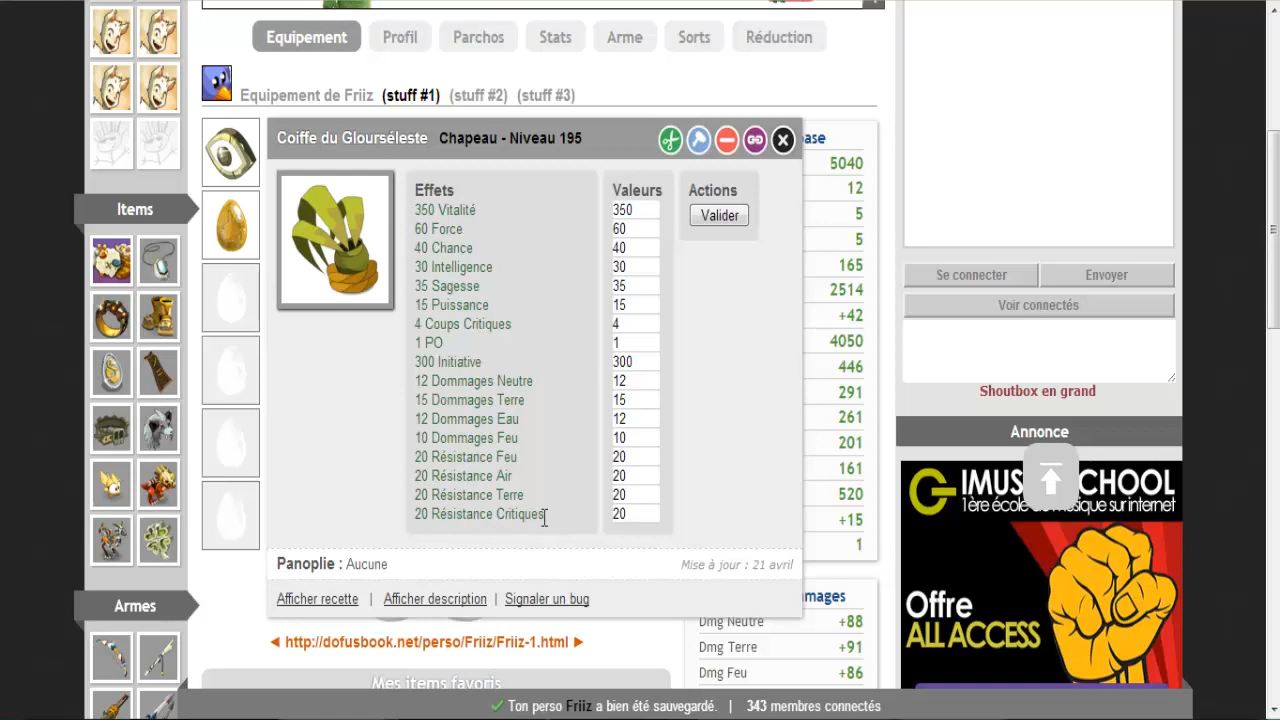 Equipement Profil Parchos Stats Arme Sorts Réduction
Equipement de Friiz (stuff #1) (stuff #2) (stuff #3)
Coiffe du Glourséleste Chapeau - Niveau 195
base
Effets Valeurs Actions
350 Vitalité 350 Valider
60 Force 60
40 Chance 40
30 Intelligence 30
35 Sagesse 35
15 Puissance 15
4 Coups Critiques 4
1 PO 1
300 Initiative 300
12 Dommages Neutre 12
15 Dommages Terre 15
12 Dommages Eau 12
10 Dommages Feu 10
20 Résistance Feu 20
20 Résistance Air 20
20 Résistance Terre 20
20 Résistance Critiques 20
Panoplie : Aucune Mise à jour : 21 avril
Afficher recette | Afficher description | Signaler un bug
◄ http://dofusbook.net/perso/Friiz/Friiz-1.html ►
Mes items favoris
Items
Armes
5040
12
5
5
165
2514
+42
4050
446
291
261
201
161
520
+15
1
mages
Dmg Neutre +88
Dmg Terre +91
Dmg Feu +86
Se connecter Envoyer
Voir connectés
Shoutbox en grand
Annonce
1ère école de musique sur internet
Offre
ALL ACCESS
✓ Ton perso Friiz a bien été sauvegardé. | 343 membres connectés